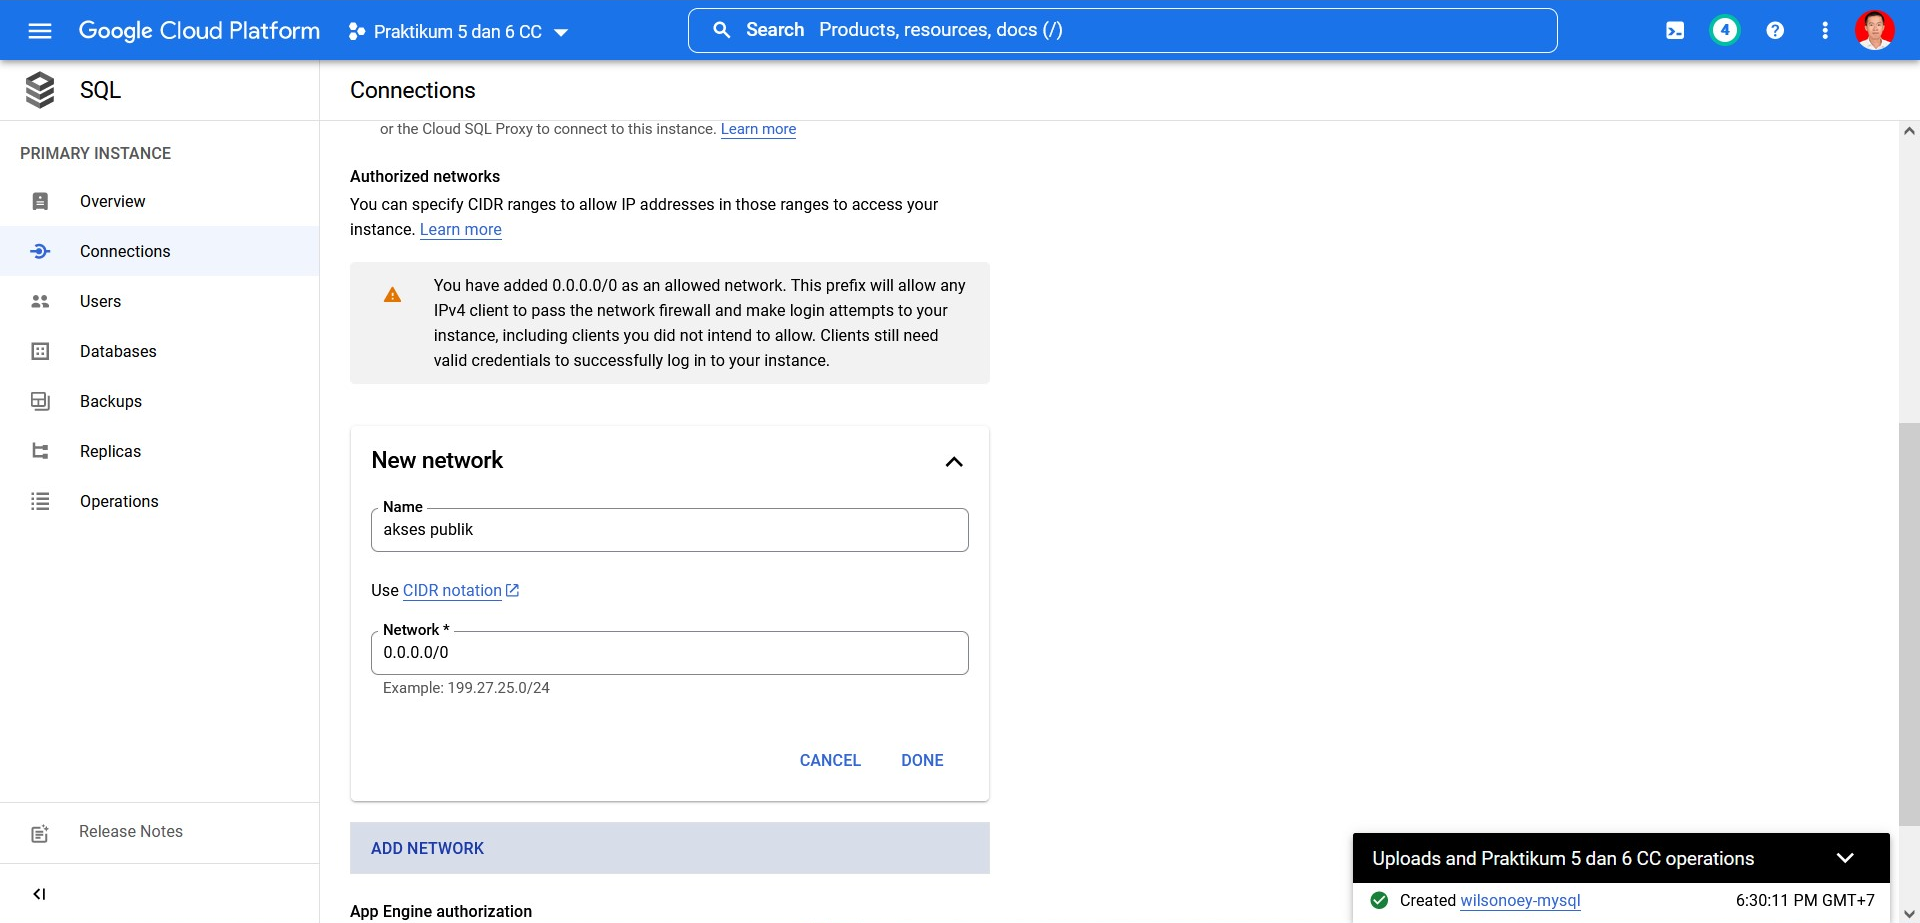 Google Cloud Platform
Praktikum 5 dan 6 CC
Search Products, resources, docs (/)
4
SQL
Connections
PRIMARY INSTANCE
Overview
Connections
Users
Databases
Backups
Replicas
Operations
Release Notes
or the Cloud SQL Proxy to connect to this instance. Learn more
Authorized networks
You can specify CIDR ranges to allow IP addresses in those ranges to access your
instance. Learn more
You have added 0.0.0.0/0 as an allowed network. This prefix will allow any
IPv4 client to pass the network firewall and make login attempts to your
instance, including clients you did not intend to allow. Clients still need
valid credentials to successfully log in to your instance.
New network
Name
akses publik
Use CIDR notation
Network *
0.0.0.0/0
Example: 199.27.25.0/24
CANCEL DONE
ADD NETWORK
App Engine authorization
Uploads and Praktikum 5 dan 6 CC operations
Created wilsonoey-mysql 6:30:11 PM GMT+7